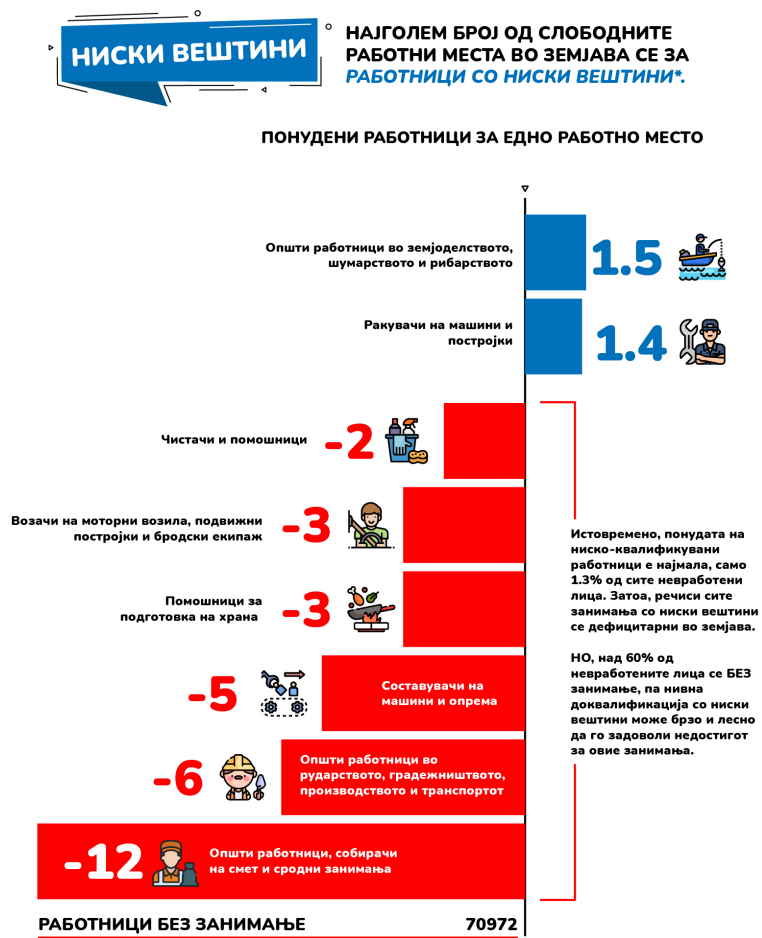 НИСКИ ВЕШТИНИ
НАЈГОЛЕМ БРОЈ ОД СЛОБОДНИТЕ
РАБОТНИ МЕСТА ВО ЗЕМЈАВА СЕ ЗА
РАБОТНИЦИ СО НИСКИ ВЕШТИНИ*.
ПОНУДЕНИ РАБОТНИЦИ ЗА ЕДНО РАБОТНО МЕСТО
Општи работници во земјоделството,
шумарството и рибарството
1.5
Ракувачи на машини и
постројки
1.4
Чистачи и помошници
-2
Возачи на моторни возила, подвижни
постројки и бродски екипаж
-3
Помошници за
подготовка на храна
-3
-5
Составувачи на
машини и опрема
-6
Општи работници во
рударството, градежништвото,
производството и транспортот
-12
Општи работници, собирачи
на смет и сродни занимања
Истовремено, понудата на
ниско-квалификувани
работници е најмала, само
1.3% од сите невработени
лица. Затоа, речиси сите
занимања со ниски вештини
се дефицитарни во земјава.
НО, над 60% од
невработените лица се БЕЗ
занимање, па нивна
доквалификација со ниски
вештини може брзо и лесно
да го задоволи недостигот
за овие занимања.
РАБОТНИЦИ БЕЗ ЗАНИМАЊЕ 70972